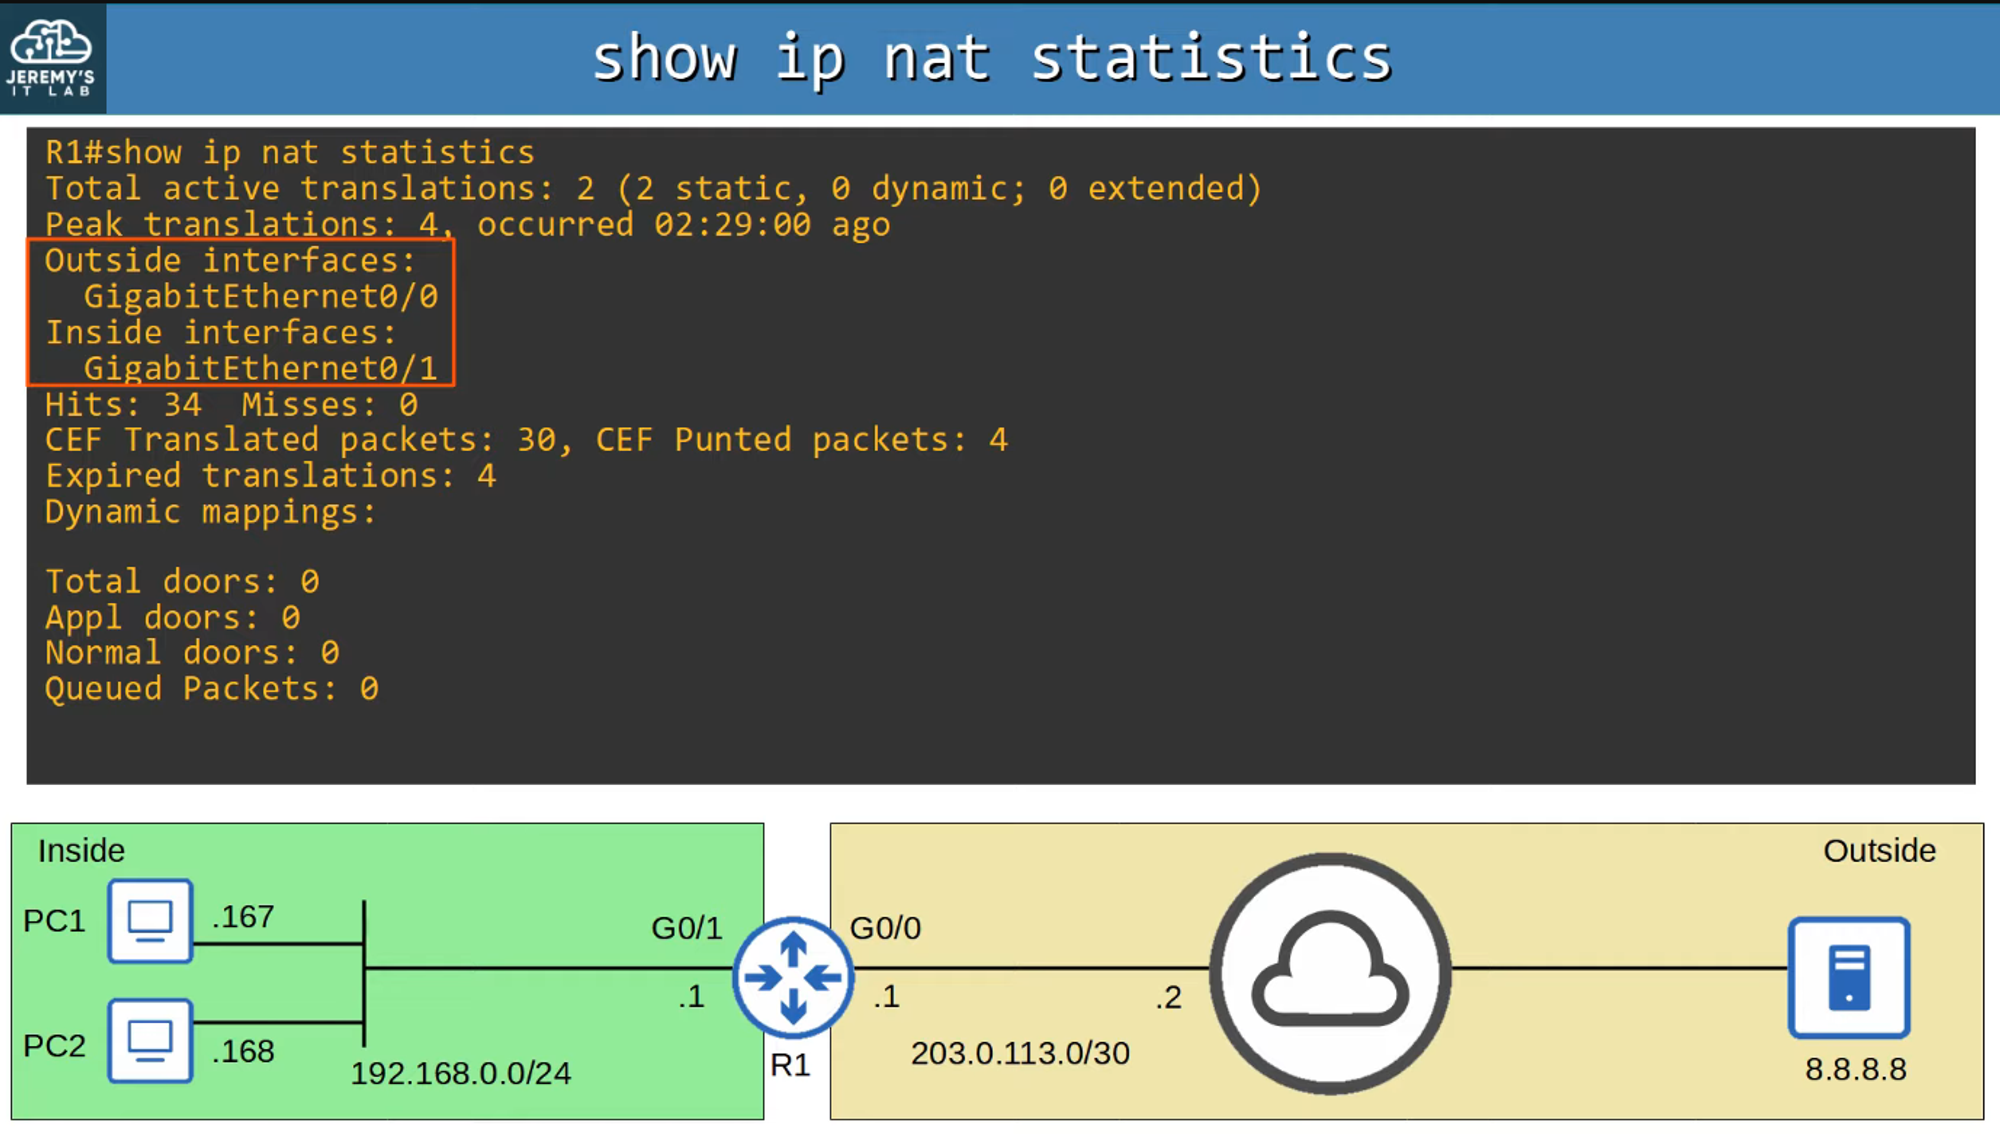 JEREMY'S
IT LAB
show ip nat statistics
R1#show ip nat statistics
Total active translations: 2 (2 static, 0 dynamic; 0 extended)
Peak translations: 4, occurred 02:29:00 ago
Outside interfaces:
  GigabitEthernet0/0
Inside interfaces:
  GigabitEthernet0/1
Hits: 34  Misses: 0
CEF Translated packets: 30, CEF Punted packets: 4
Expired translations: 4
Dynamic mappings:
Total doors: 0
Appl doors: 0
Normal doors: 0
Queued Packets: 0
Inside
PC1
.167
PC2
.168
192.168.0.0/24
G0/1
.1
R1
G0/0
.1
.2
203.0.113.0/30
Outside
8.8.8.8